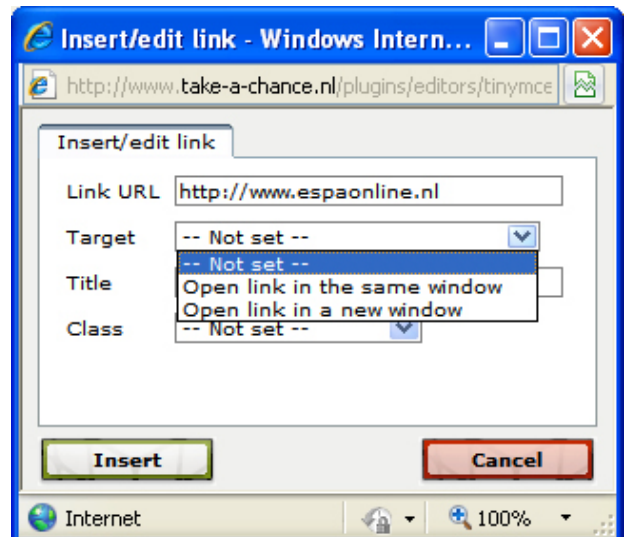 Insert/edit link - Windows Intern...
http://www.take-a-chance.nl/plugins/editors/tinymce
Insert/edit link
Link URL http://www.espaonline.nl
Target -- Not set --
-- Not set --
Title Open link in the same window
Open link in a new window
Class -- Not set --
Insert Cancel
Internet 100%